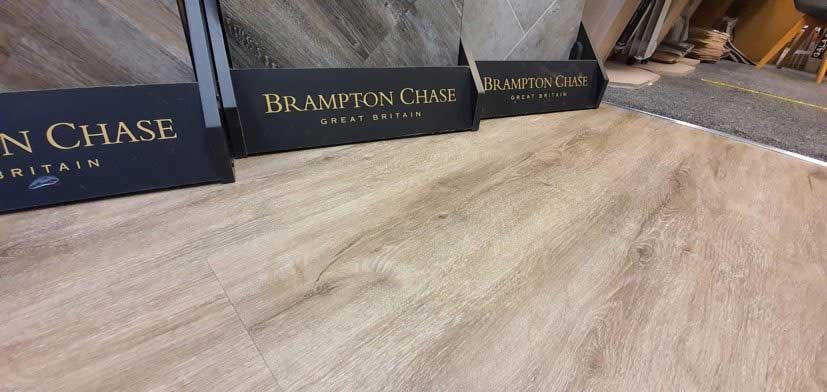 N CHASE
BRITAIN
BRAMPTON CHASE
GREAT BRITAIN
BRAMPTON CHASE
GREAT BRITAIN